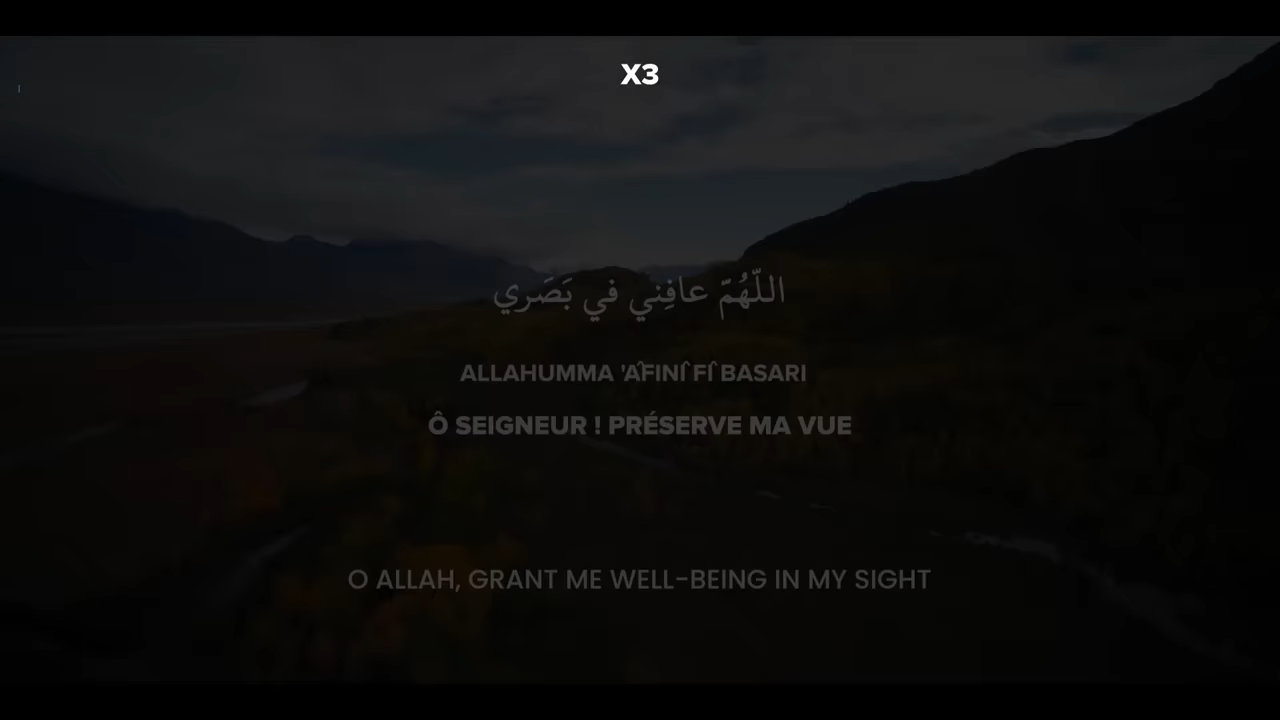 X3
اللّهُمّ عافِني في بَصَري
ALLAHUMMA 'ÂFINÎ FÎ BASARI
Ô SEIGNEUR ! PRÉSERVE MA VUE
O ALLAH, GRANT ME WELL-BEING IN MY SIGHT